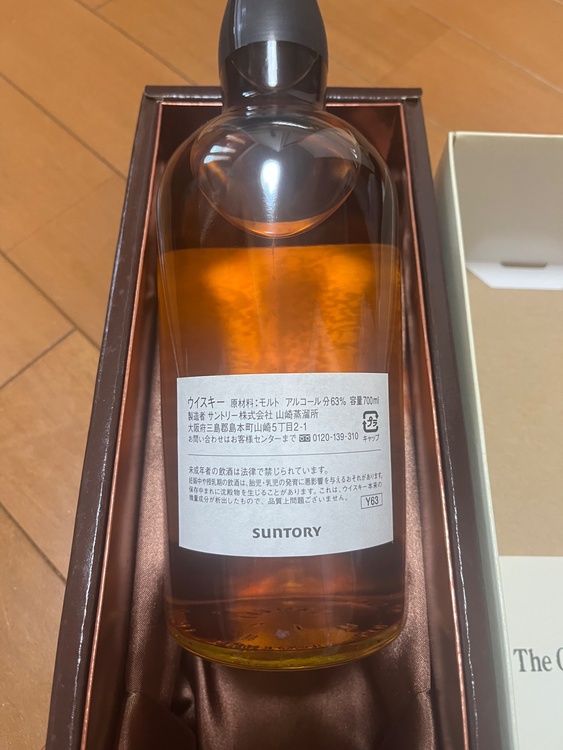 ウイスキー 原材料:モルト アルコール分63% 容量700ml
製造者 サントリー株式会社 山崎蒸溜所
大阪府三島郡島本町山崎5丁目2-1
お問い合わせはお客様センターまで 0120-139-310
プラ
キャップ
未成年者の飲酒は法律で禁じられています。
妊娠中や授乳期の飲酒は、胎児・乳児の発育に悪影響を与えるおそれがあります。
保存中まれに沈殿物を生じることがあります。これは、ウイスキー本来の
微量成分が析出したもので、品質上問題ございません。
Y63
SUNTORY
The